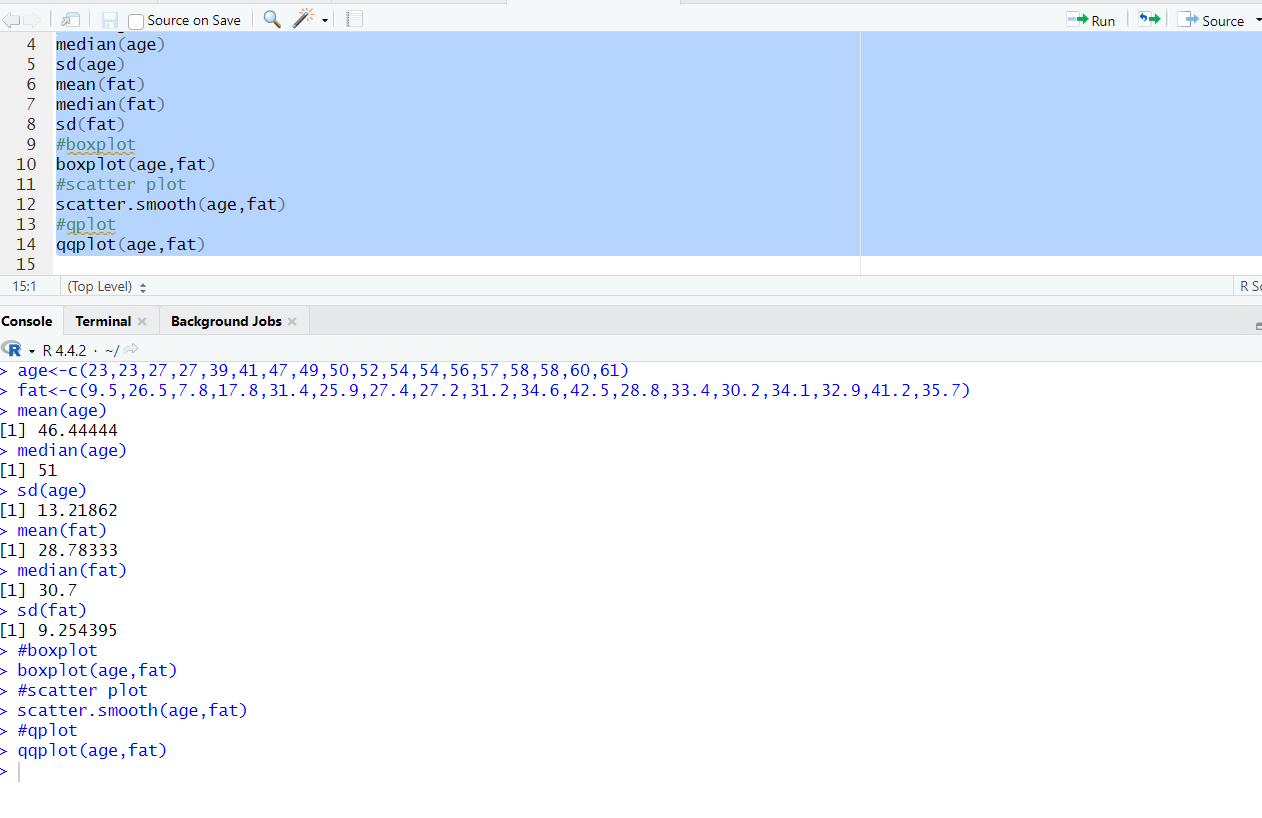 Source on Save Run Source
4 median(age)
5 sd(age)
6 mean(fat)
7 median(fat)
8 sd(fat)
9 #boxplot
10 boxplot(age,fat)
11 #scatter plot
12 scatter.smooth(age,fat)
13 #qplot
14 qqplot(age,fat)
15
15:1 (Top Level) R Sc
Console Terminal Background Jobs
R R 4.4.2 · ~/
> age<-c(23,23,27,27,39,41,47,49,50,52,54,54,56,57,58,58,60,61)
> fat<-c(9.5,26.5,7.8,17.8,31.4,25.9,27.4,27.2,31.2,34.6,42.5,28.8,33.4,30.2,34.1,32.9,41.2,35.7)
> mean(age)
[1] 46.44444
> median(age)
[1] 51
> sd(age)
[1] 13.21862
> mean(fat)
[1] 28.78333
> median(fat)
[1] 30.7
> sd(fat)
[1] 9.254395
> #boxplot
> boxplot(age,fat)
> #scatter plot
> scatter.smooth(age,fat)
> #qplot
> qqplot(age,fat)
>